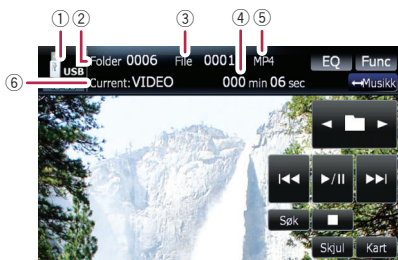 ① ② ③ ④ ⑤
USB Folder 0006 File 0001 MP4 EQ Func
⑥ Current: VIDEO 000 min 06 sec ↔Musikk
Søk
Skjul Kart